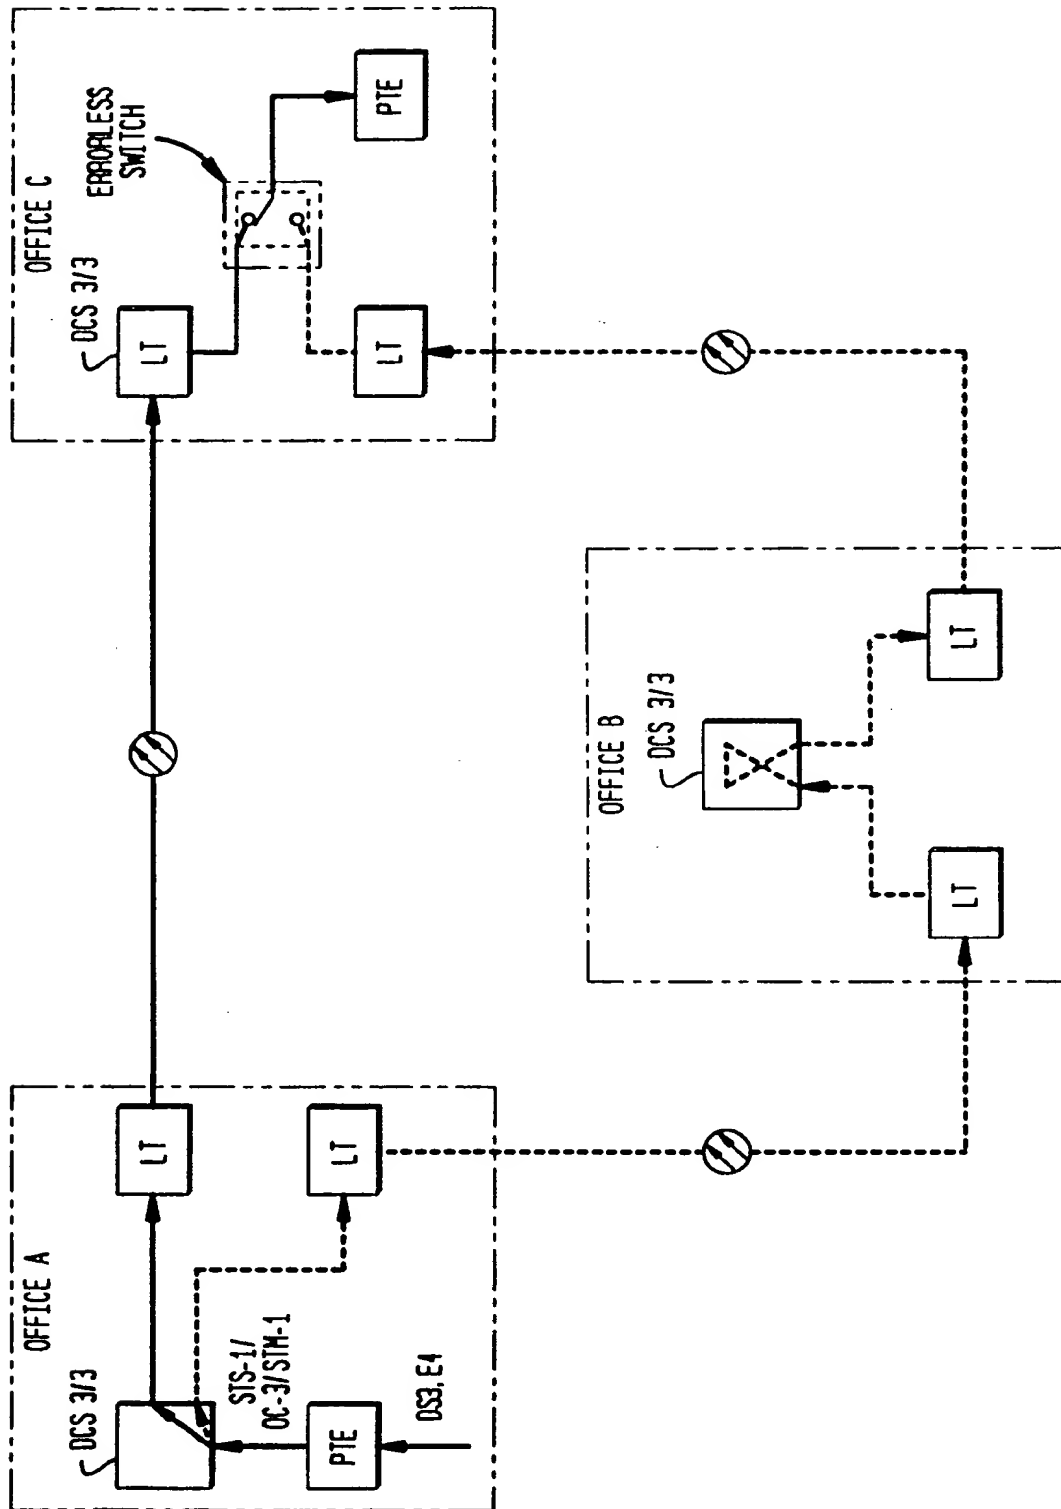 OFFICE A
DCS 3/3
LT
LT
STS-1/
OC-3/STM-1
PTE
DS3, E4
OFFICE B
DCS 3/3
LT
LT
OFFICE C
DCS 3/3
LT
LT
ERRORLESS
SWITCH
PTE